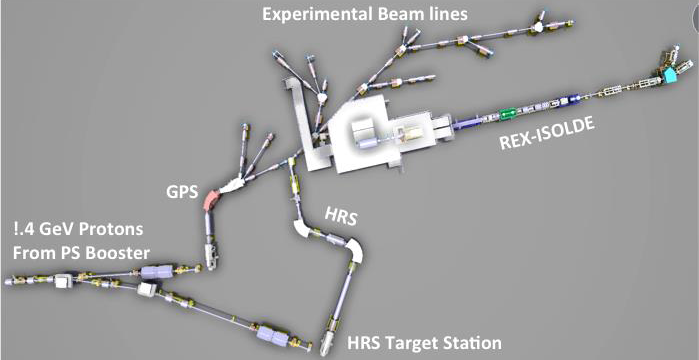 Experimental Beam lines
REX-ISOLDE
GPS
HRS
!.4 GeV Protons
From PS Booster
HRS Target Station